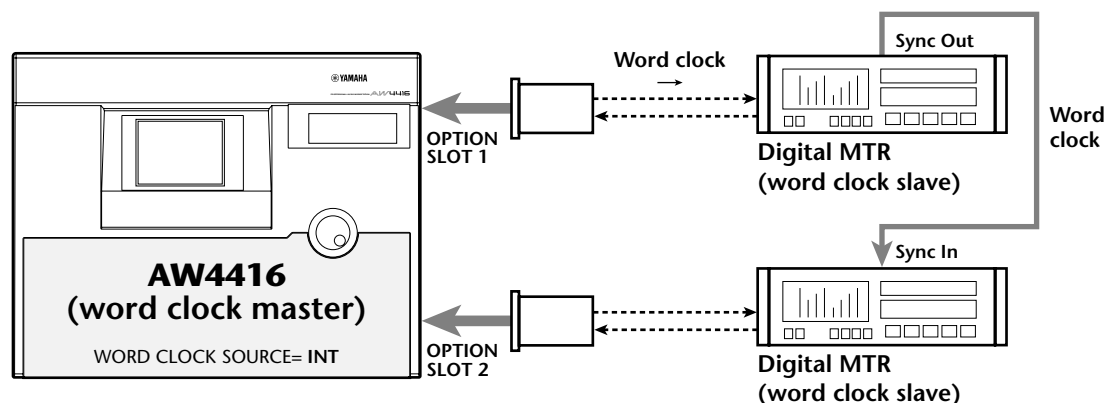 YAMAHA
AW4416
AW4416
(word clock master)
WORD CLOCK SOURCE= INT
OPTION
SLOT 1
Word clock
→
Sync Out
Digital MTR
(word clock slave)
Word
clock
OPTION
SLOT 2
Sync In
Digital MTR
(word clock slave)